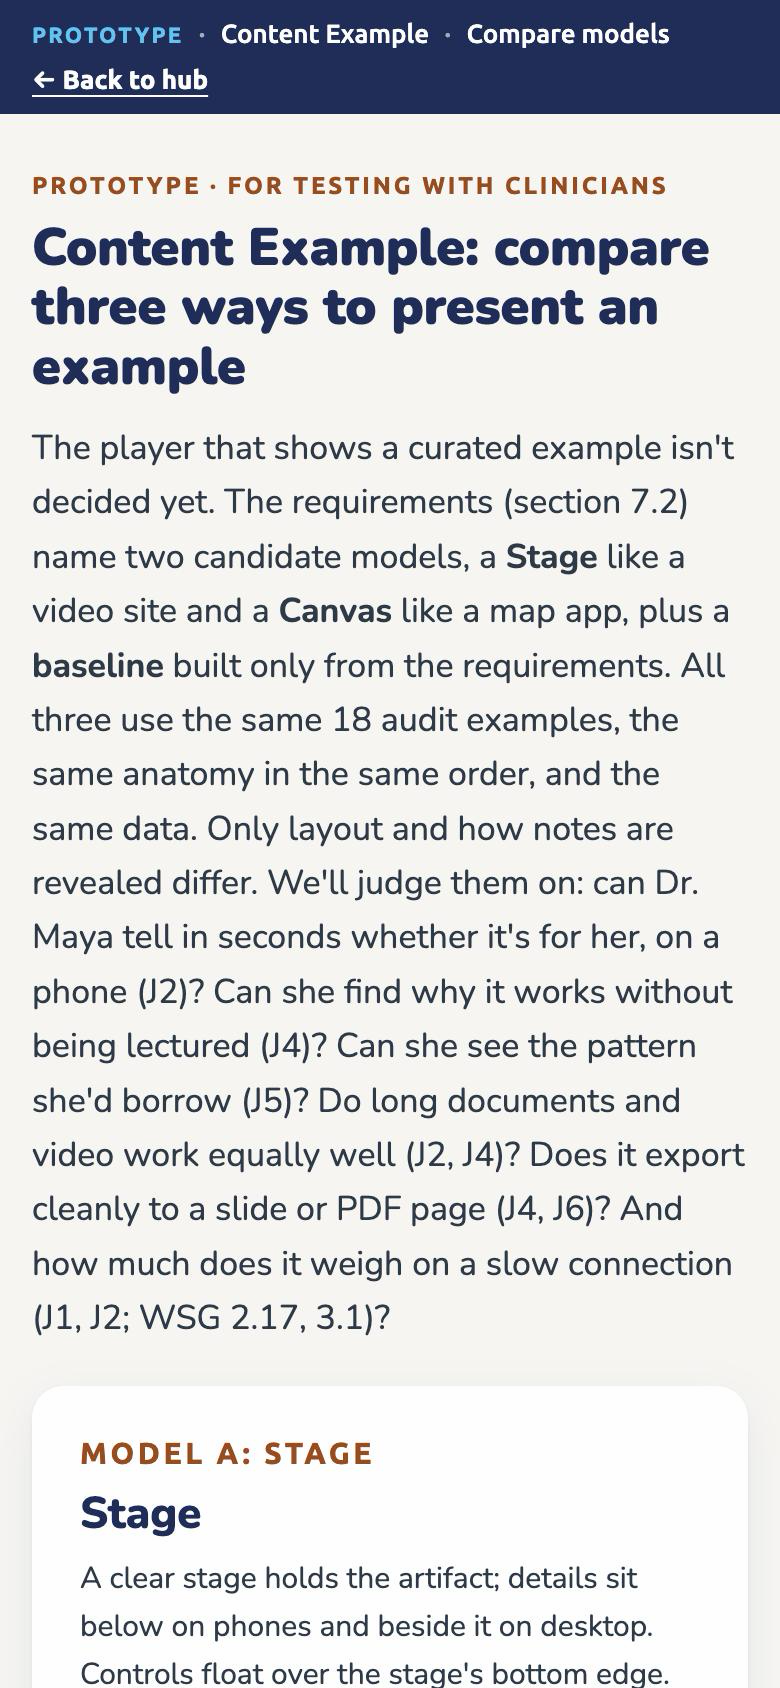 PROTOTYPE · Content Example · Compare models
← Back to hub
PROTOTYPE · FOR TESTING WITH CLINICIANS
Content Example: compare
three ways to present an
example
The player that shows a curated example isn't
decided yet. The requirements (section 7.2)
name two candidate models, a Stage like a
video site and a Canvas like a map app, plus a
baseline built only from the requirements. All
three use the same 18 audit examples, the
same anatomy in the same order, and the
same data. Only layout and how notes are
revealed differ. We'll judge them on: can Dr.
Maya tell in seconds whether it's for her, on a
phone (J2)? Can she find why it works without
being lectured (J4)? Can she see the pattern
she'd borrow (J5)? Do long documents and
video work equally well (J2, J4)? Does it export
cleanly to a slide or PDF page (J4, J6)? And
how much does it weigh on a slow connection
(J1, J2; WSG 2.17, 3.1)?
MODEL A: STAGE
Stage
A clear stage holds the artifact; details sit
below on phones and beside it on desktop.
Controls float over the stage's bottom edge.